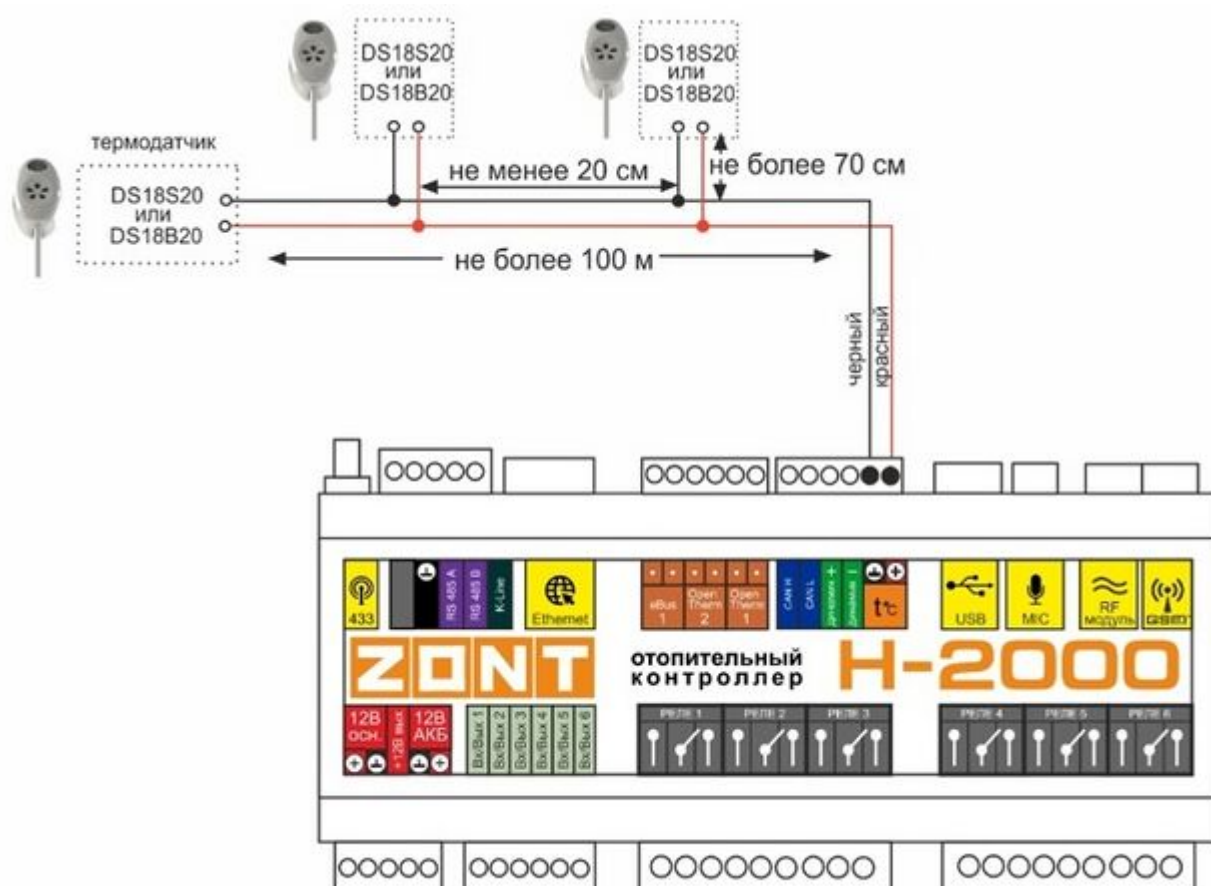 DS18S20
или
DS18B20
DS18S20
или
DS18B20
термодатчик
не менее 20 см
не более 70 см
DS18S20
или
DS18B20
не более 100 м
черный
красный
433
RS 485 A
RS 485 B
K-Line
Ethernet
eBus
1
Open
Therm
2
Open
Therm
1
CAN H
CAN L
Динамик +
Динамик –
t°C
USB
MIC
RF
модуль
GSM
ZONT
отопительный
контроллер
H-2000
12В
осн.
+12В вых
12В
АКБ
Вх/Вых 1
Вх/Вых 2
Вх/Вых 3
Вх/Вых 4
Вх/Вых 5
Вх/Вых 6
РЕЛЕ 1
РЕЛЕ 2
РЕЛЕ 3
РЕЛЕ 4
РЕЛЕ 5
РЕЛЕ 6